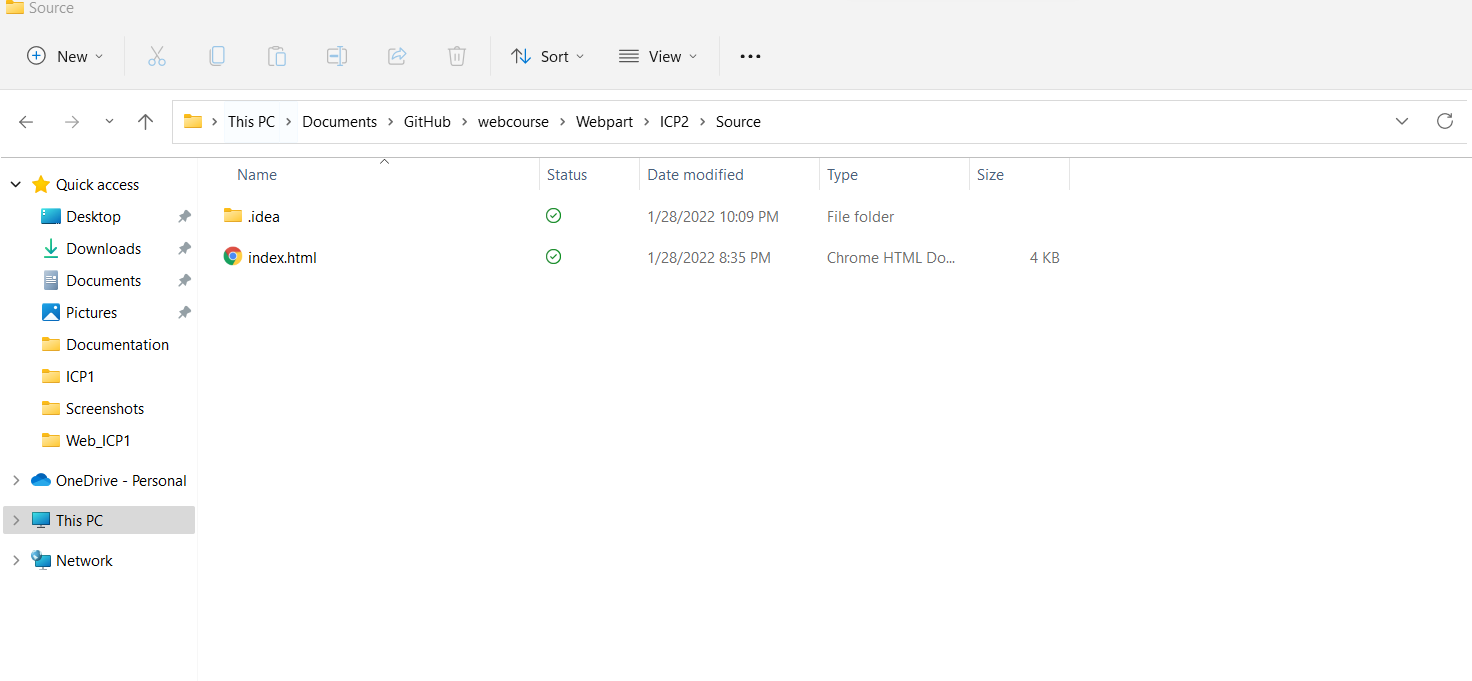 Source
New Sort View
This PC Documents GitHub webcourse Webpart ICP2 Source
Name Status Date modified Type Size
Quick access
Desktop
Downloads
Documents
Pictures
Documentation
ICP1
Screenshots
Web_ICP1
OneDrive - Personal
This PC
Network
.idea 1/28/2022 10:09 PM File folder
index.html 1/28/2022 8:35 PM Chrome HTML Do... 4 KB